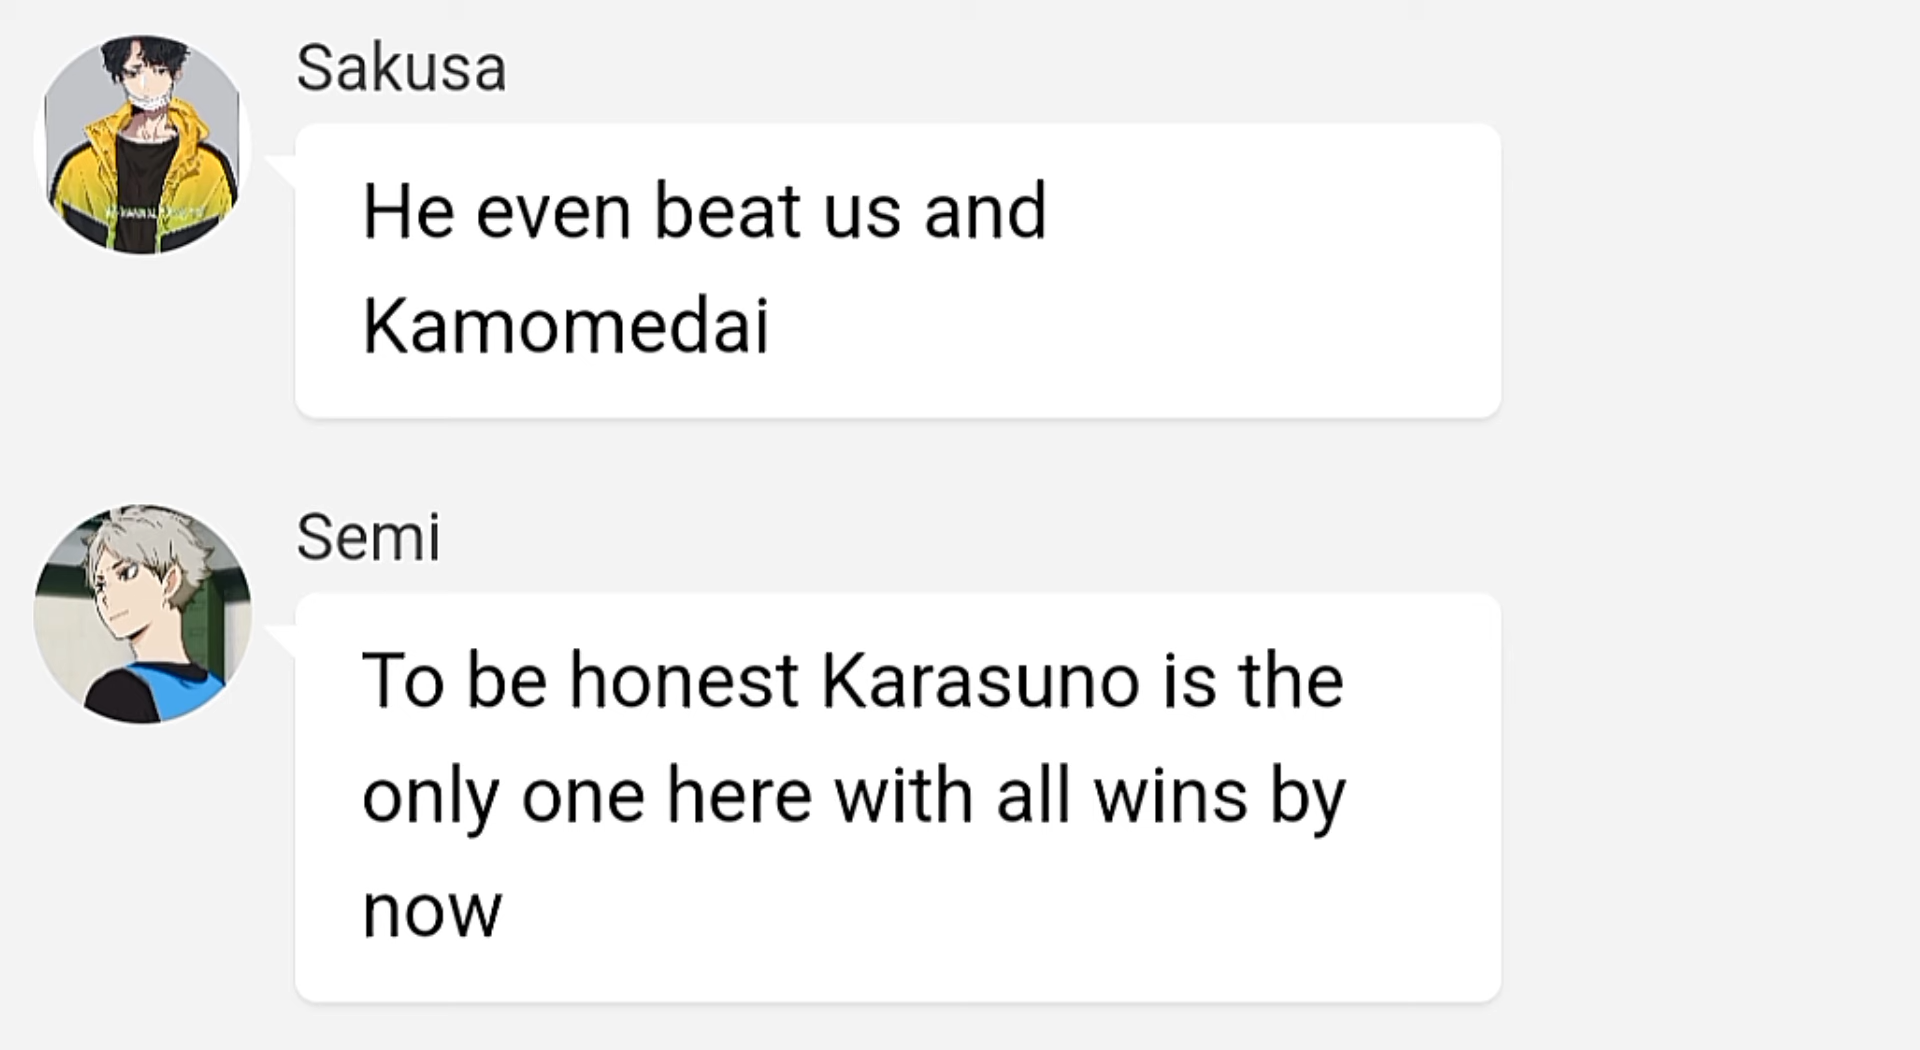 Sakusa
He even beat us and
Kamomedai
Semi
To be honest Karasuno is the
only one here with all wins by
now